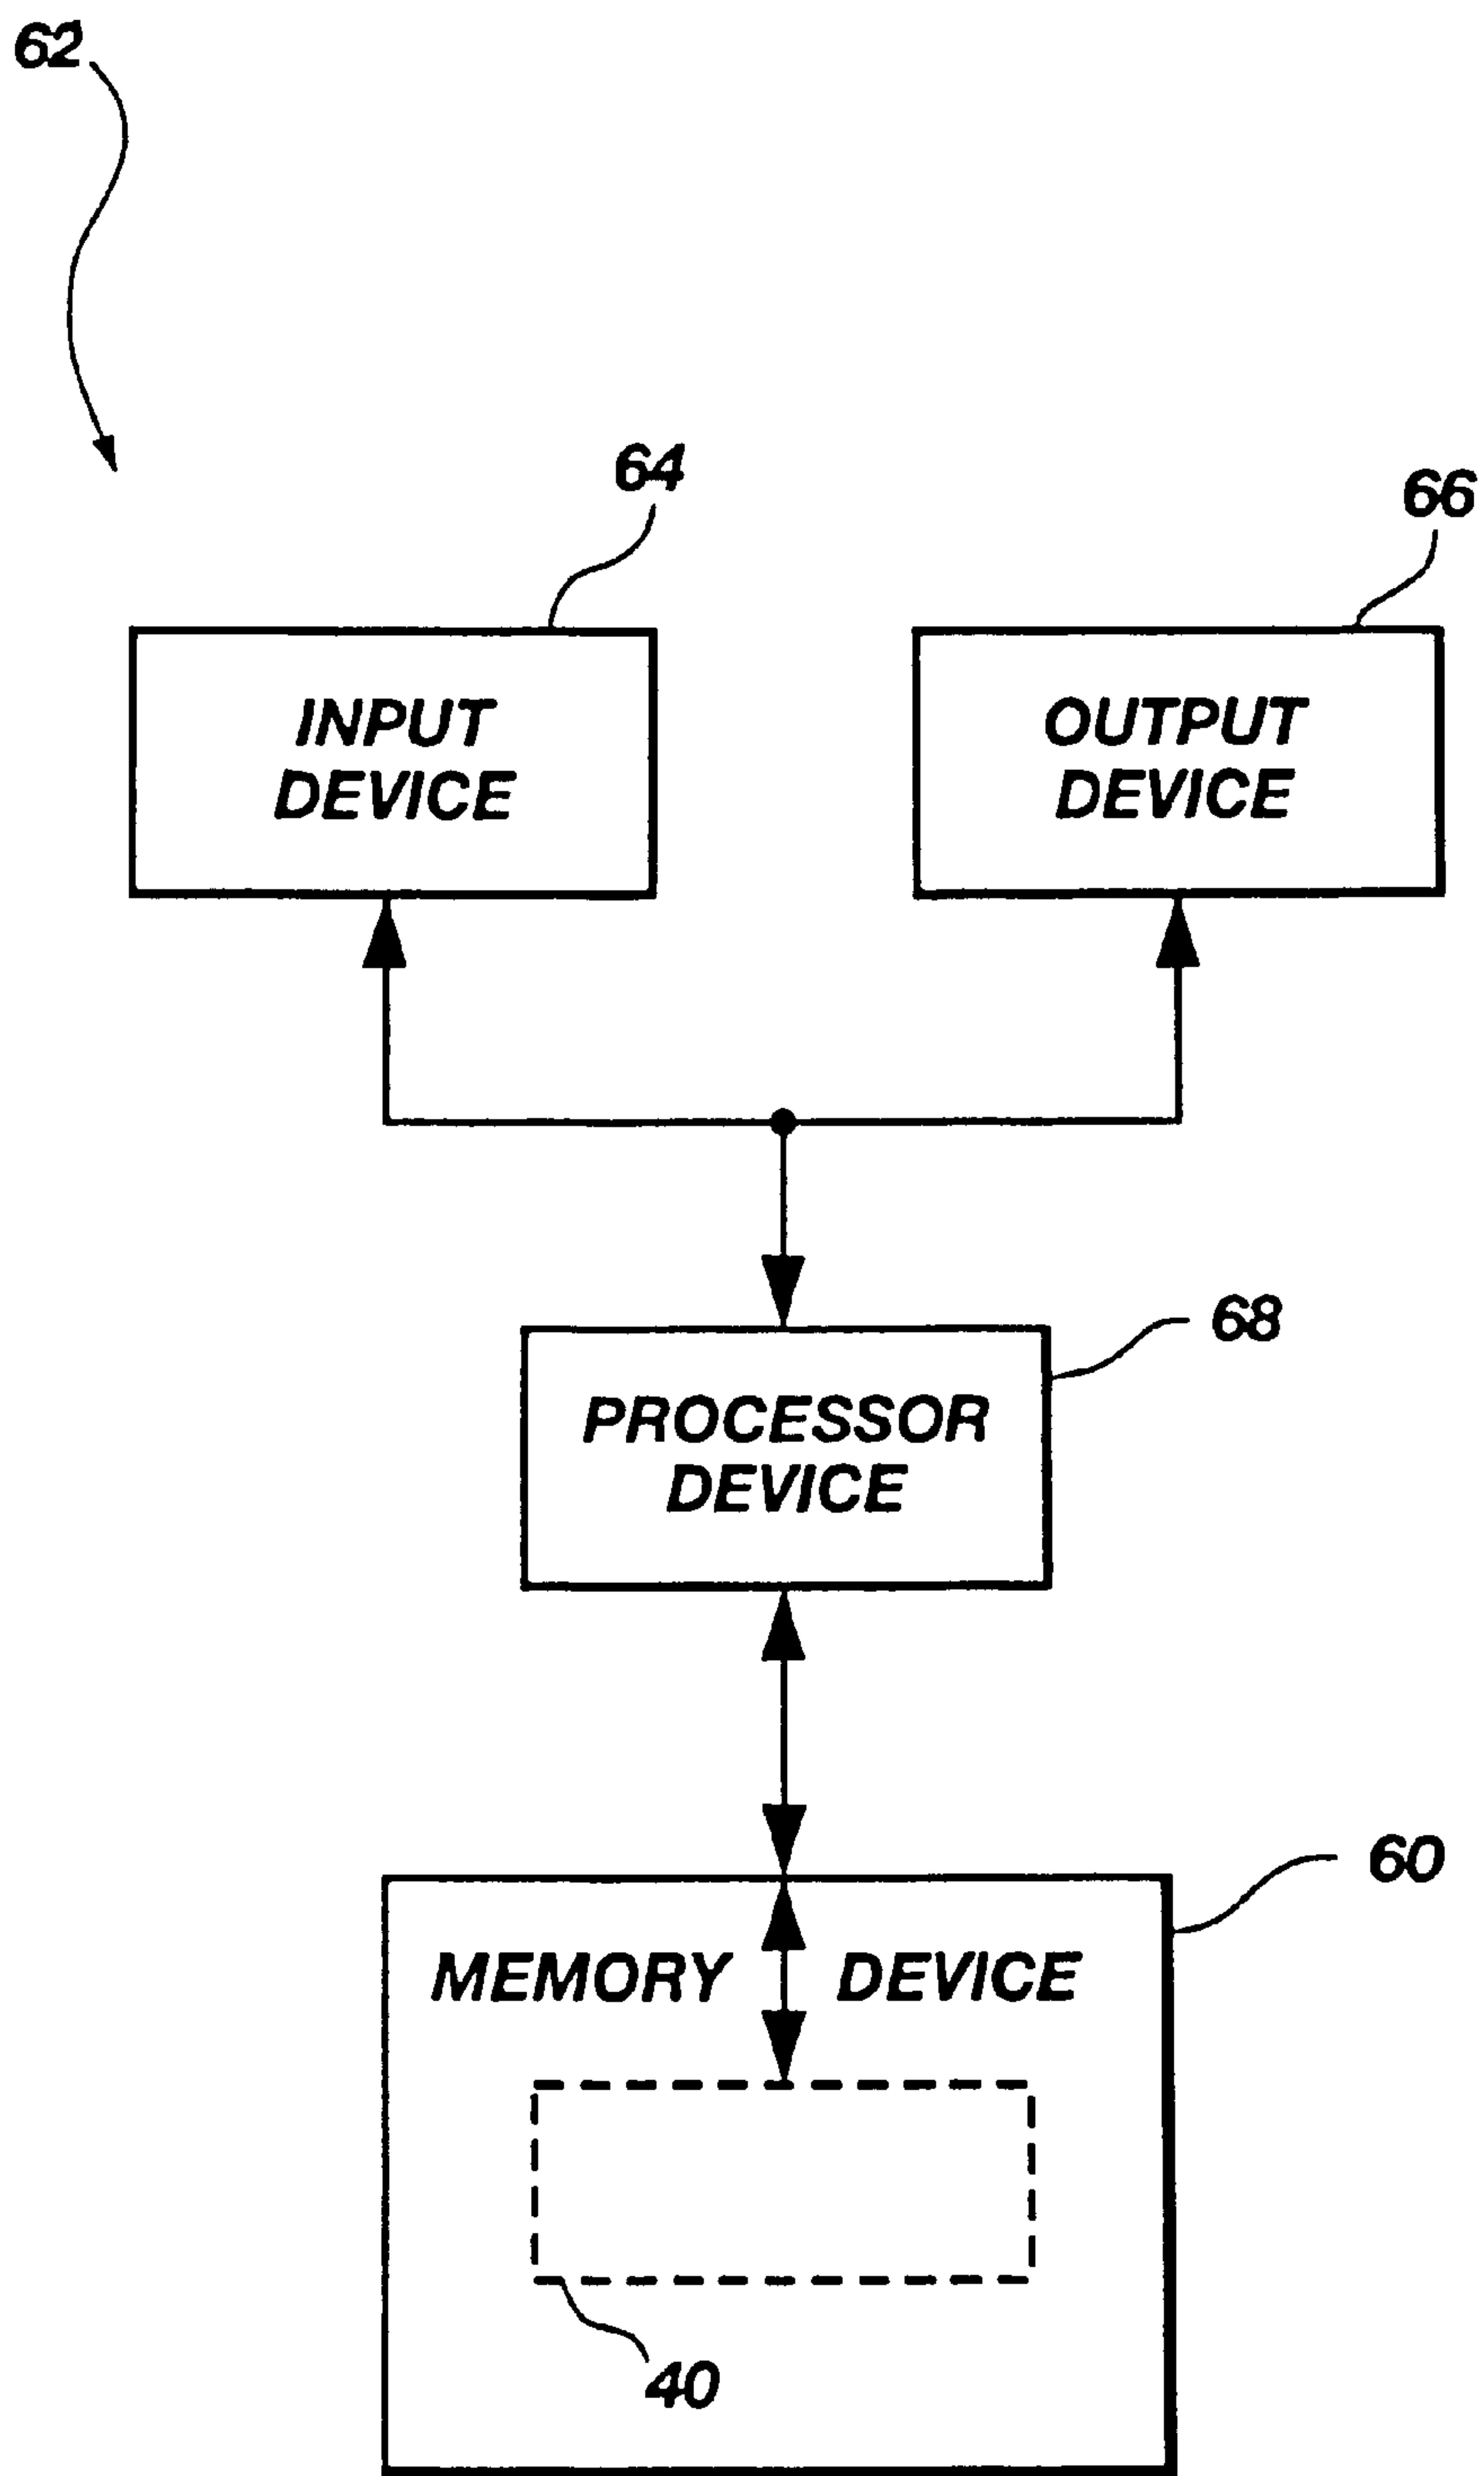 62
64
66
INPUT
DEVICE
OUTPUT
DEVICE
68
PROCESSOR
DEVICE
60
MEMORY DEVICE
40